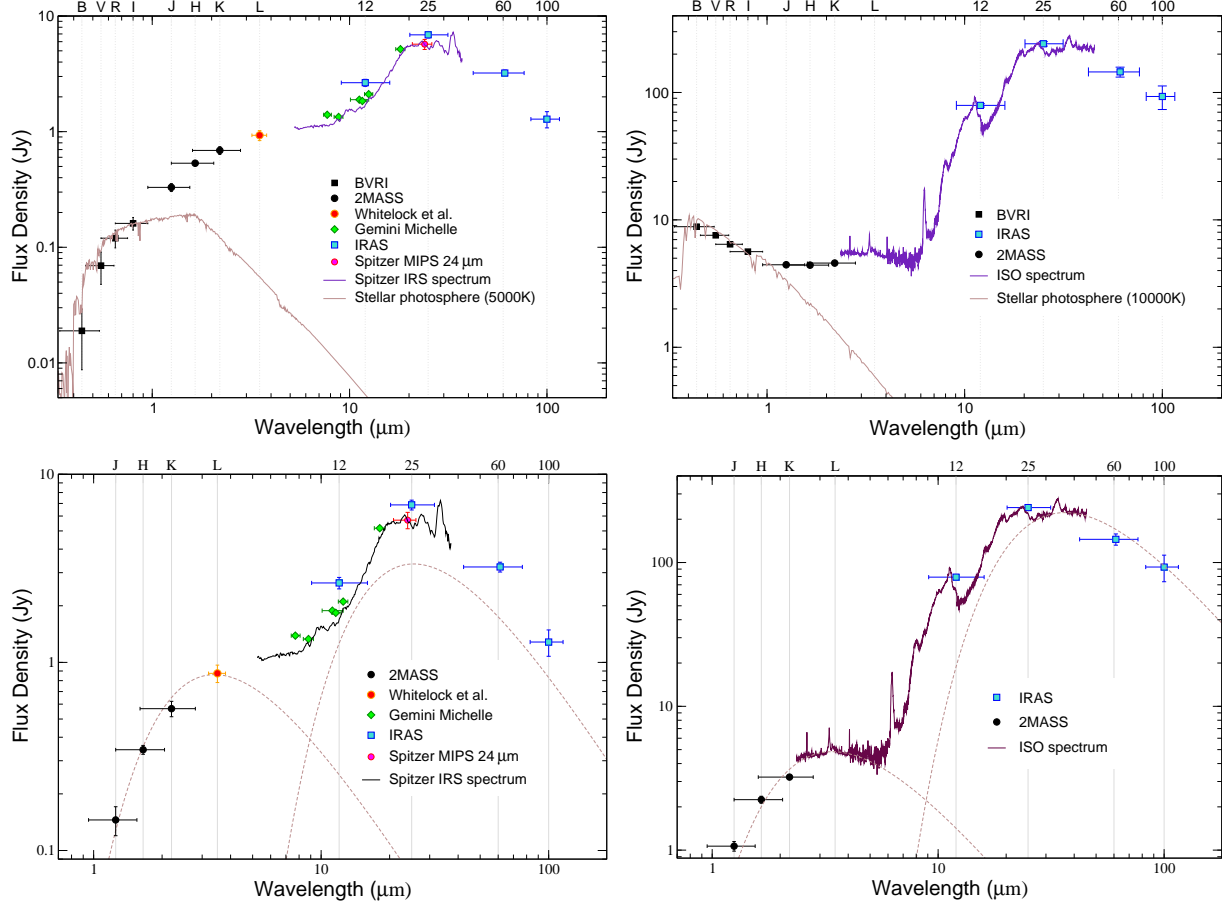 B V R I J H K L 12 25 60 100
10
1
0.1
0.01
Flux Density (Jy)
BVRI
2MASS
Whitelock et al.
Gemini Michelle
IRAS
Spitzer MIPS 24 μm
Spitzer IRS spectrum
Stellar photosphere (5000K)
1 10 100
Wavelength (μm)
B V R I J H K L 12 25 60 100
100
10
1
Flux Density (Jy)
BVRI
IRAS
2MASS
ISO spectrum
Stellar photosphere (10000K)
1 10 100
Wavelength (μm)
J H K L 12 25 60 100
10
1
0.1
Flux Density (Jy)
2MASS
Whitelock et al.
Gemini Michelle
IRAS
Spitzer MIPS 24 μm
Spitzer IRS spectrum
1 10 100
Wavelength (μm)
J H K L 12 25 60 100
100
10
1
Flux Density (Jy)
IRAS
2MASS
ISO spectrum
1 10 100
Wavelength (μm)